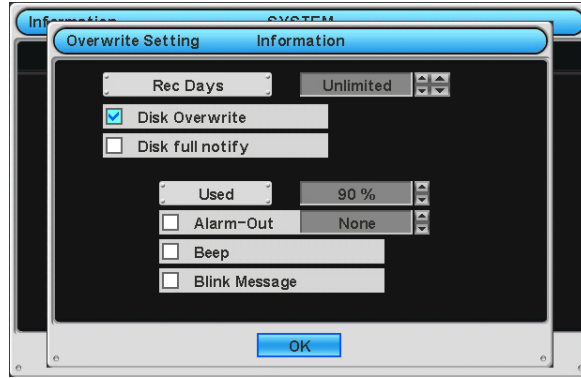 Information SYSTEM
Overwrite Setting Information
Rec Days Unlimited
Disk Overwrite
Disk full notify
Used 90 %
Alarm-Out None
Beep
Blink Message
OK